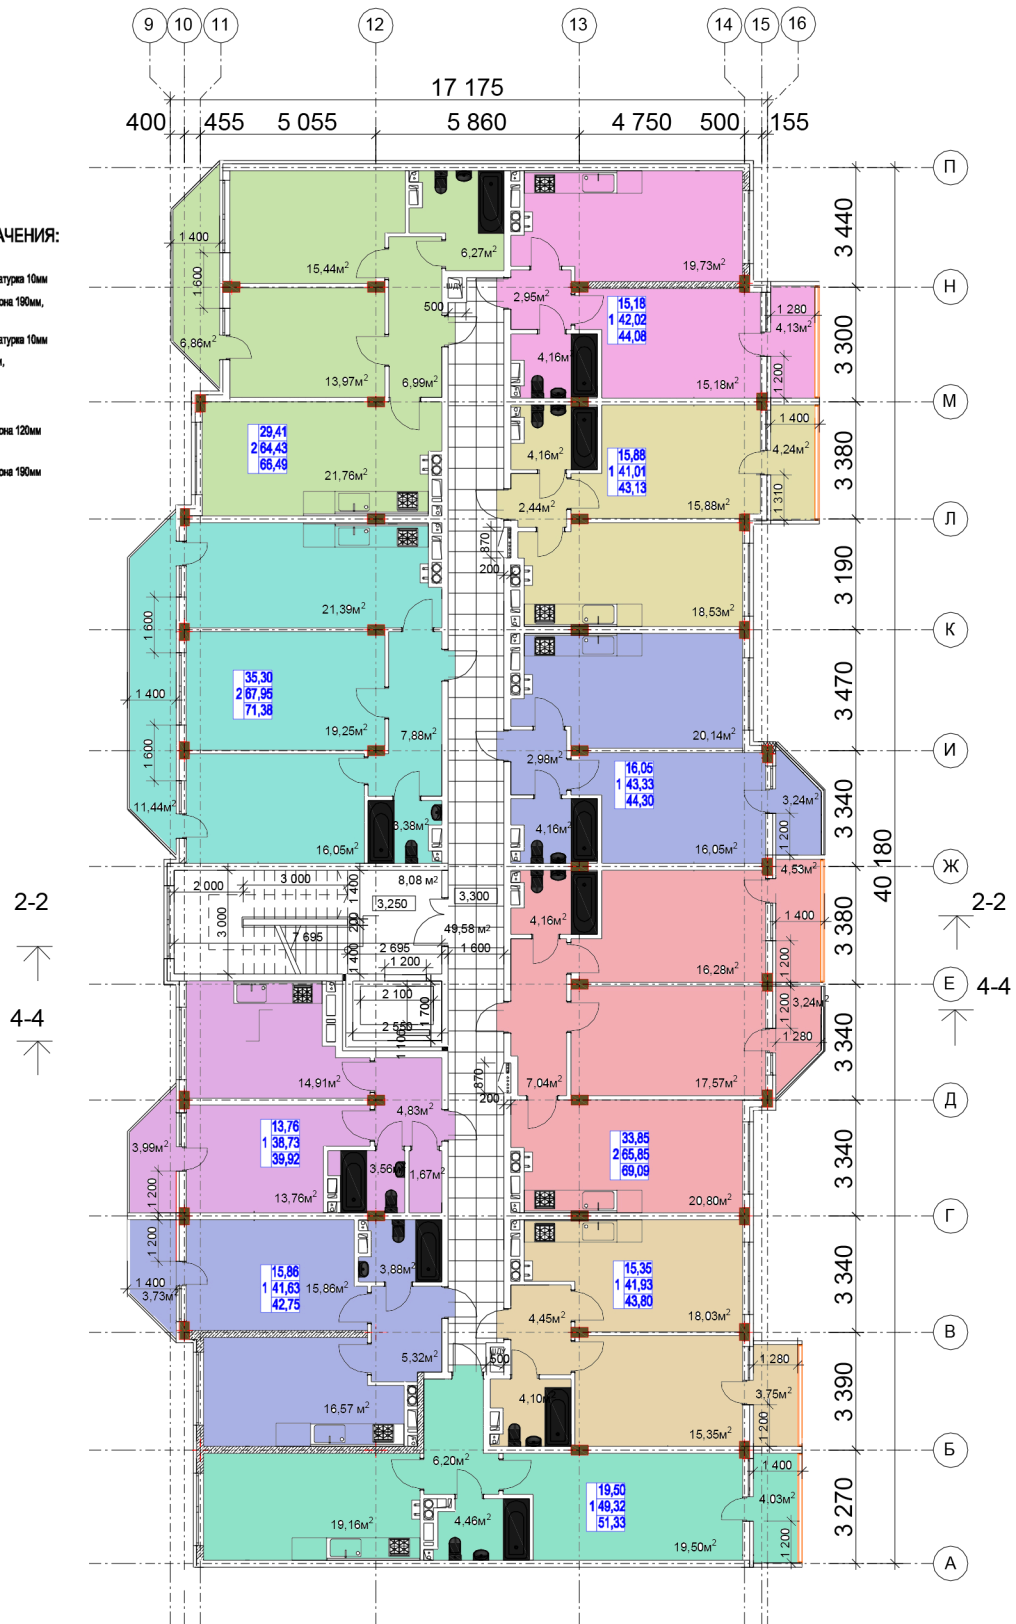 9 10 11 12 13 14 15 16
17 175
400 455 5 055 5 860 4 750 500 155
П
3 440
АЧЕНИЯ:
1 400
6,27м²
15,44м²
19,73м²
атурка 10мм
Н
1 600
2,95м²
она 190мм,
500
15,18
1 42,02
44,08
1 280
4,13м²
3 300
атурка 10мм
6,86м²
4,16м²
13,97м²
6,99м²
15,18м²
1 200
М
1 400
она 120мм
29,41
2 64,43
66,49
4,16м²
15,88
1 41,01
43,13
4,24м²
3 380
она 190мм
21,76м²
2,44м²
15,88м²
1 310
Л
870
200
3 190
21,39м²
18,53м²
1 600
К
35,30
2 67,95
71,38
1 400
3 470
19,25м²
7,88м²
20,14м²
1 600
2,98м²
И
16,05
1 43,33
44,30
11,44м²
3,38м²
4,16м²
3,24м²
3 340
16,05м²
16,05м²
1 200
40 180
Ж
4,53м²
8,08 м²
2 000
3 000
1 400
3,250
3,300
2-2
2-2
3 000
200
49,58м²
4,16м²
1 400
3 380
7 695
2 695
1 600
1 400
1 200
16,28м²
1 200
Е
4-4
4-4
2 100
1 700
2 550
1 100
1 200
3,24м²
1 280
3 340
14,91м²
870
7,04м²
17,57м²
200
Д
4,83м²
3,99м²
13,76
1 38,73
39,92
33,85
2 65,85
69,09
3 340
3,56м²
1,67м²
1 200
13,76м²
20,80м²
Г
1 200
1 400
3,73м²
15,86
1 41,63
42,75
15,86м²
3,88м²
15,35
1 41,93
43,80
3 340
4,45м²
18,03м²
В
5,32м²
500
1 280
3,75м²
3 390
16,57 м²
4,10м²
15,35м²
1 200
Б
6,20м²
1 400
19,50
1 49,32
51,33
4,03м²
3 270
19,16м²
4,46м²
19,50м²
1 200
А